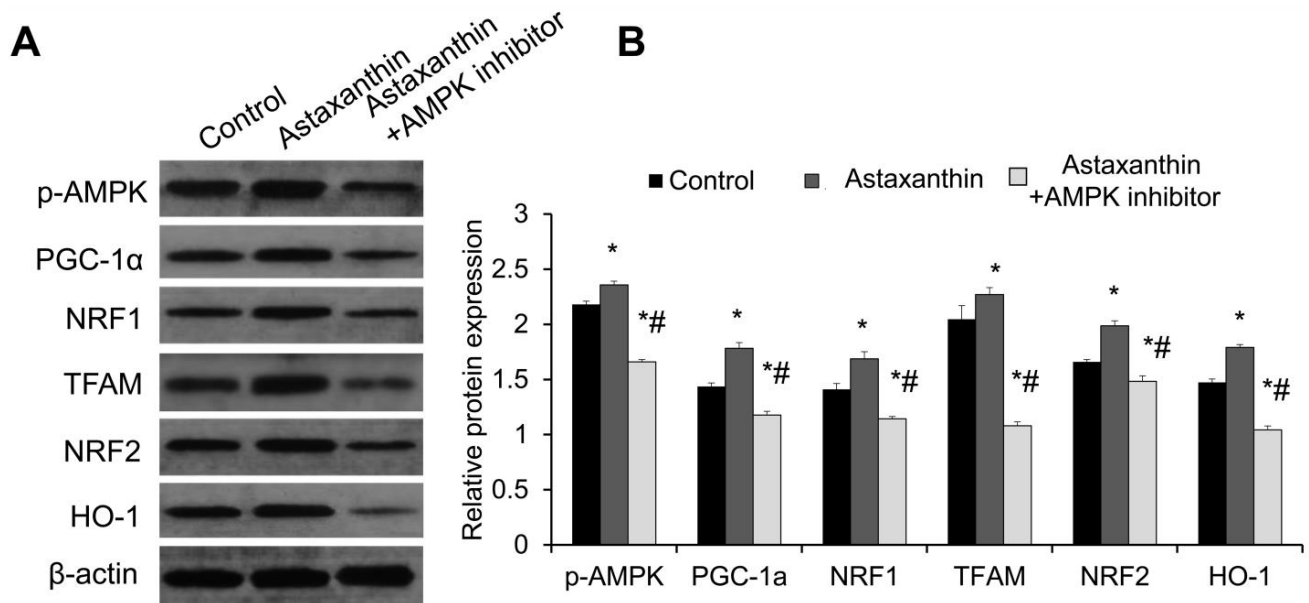 A
Control
Astaxanthin
Astaxanthin
+AMPK inhibitor
p-AMPK
PGC-1α
NRF1
TFAM
NRF2
HO-1
β-actin
B
Control
Astaxanthin
Astaxanthin
+AMPK inhibitor
Relative protein expression
3
2.5
2
1.5
1
0.5
0
*
*#
*
*#
*
*#
*
*#
*
*#
*
*#
p-AMPK
PGC-1a
NRF1
TFAM
NRF2
HO-1